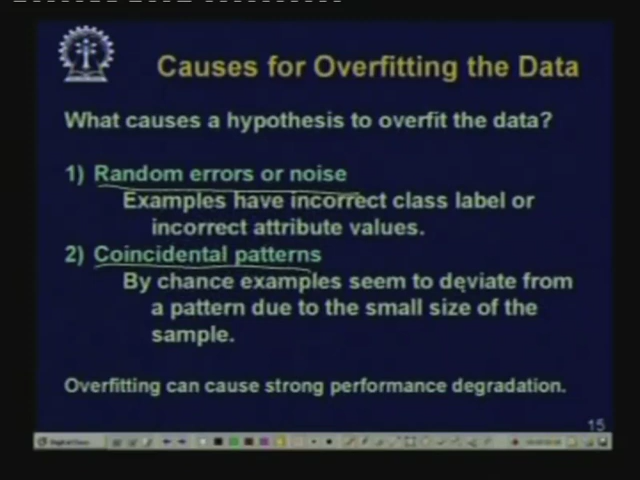 Causes for Overfitting the Data
What causes a hypothesis to overfit the data?
1) Random errors or noise
Examples have incorrect class label or
incorrect attribute values.
2) Coincidental patterns
By chance examples seem to deviate from
a pattern due to the small size of the
sample.
Overfitting can cause strong performance degradation.
15